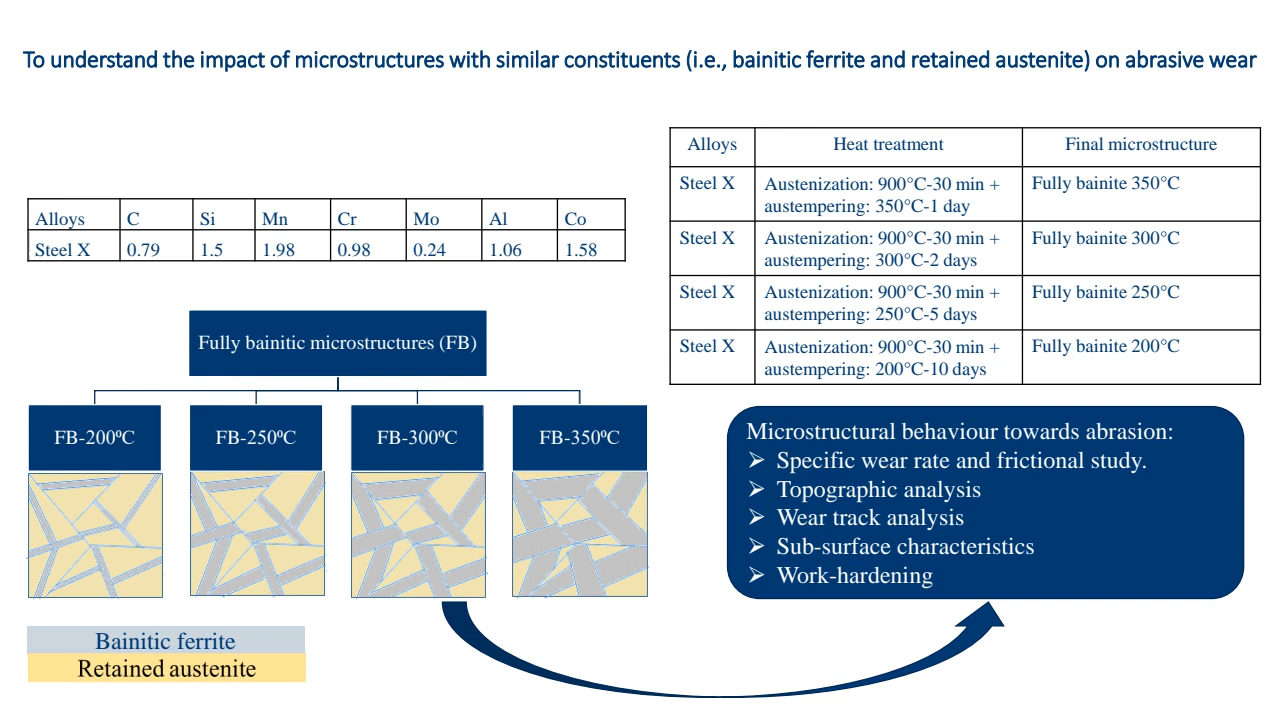 To understand the impact of microstructures with similar constituents (i.e., bainitic ferrite and retained austenite) on abrasive wear
Alloys C Si Mn Cr Mo Al Co
Steel X 0.79 1.5 1.98 0.98 0.24 1.06 1.58
Alloys Heat treatment Final microstructure
Steel X Austenization: 900°C-30 min + Fully bainite 350°C
austempering: 350°C-1 day
Steel X Austenization: 900°C-30 min + Fully bainite 300°C
austempering: 300°C-2 days
Steel X Austenization: 900°C-30 min + Fully bainite 250°C
austempering: 250°C-5 days
Steel X Austenization: 900°C-30 min + Fully bainite 200°C
austempering: 200°C-10 days
Fully bainitic microstructures (FB)
FB-200⁰C FB-250⁰C FB-300⁰C FB-350⁰C
Bainitic ferrite
Retained austenite
Microstructural behaviour towards abrasion:
➢ Specific wear rate and frictional study.
➢ Topographic analysis
➢ Wear track analysis
➢ Sub-surface characteristics
➢ Work-hardening